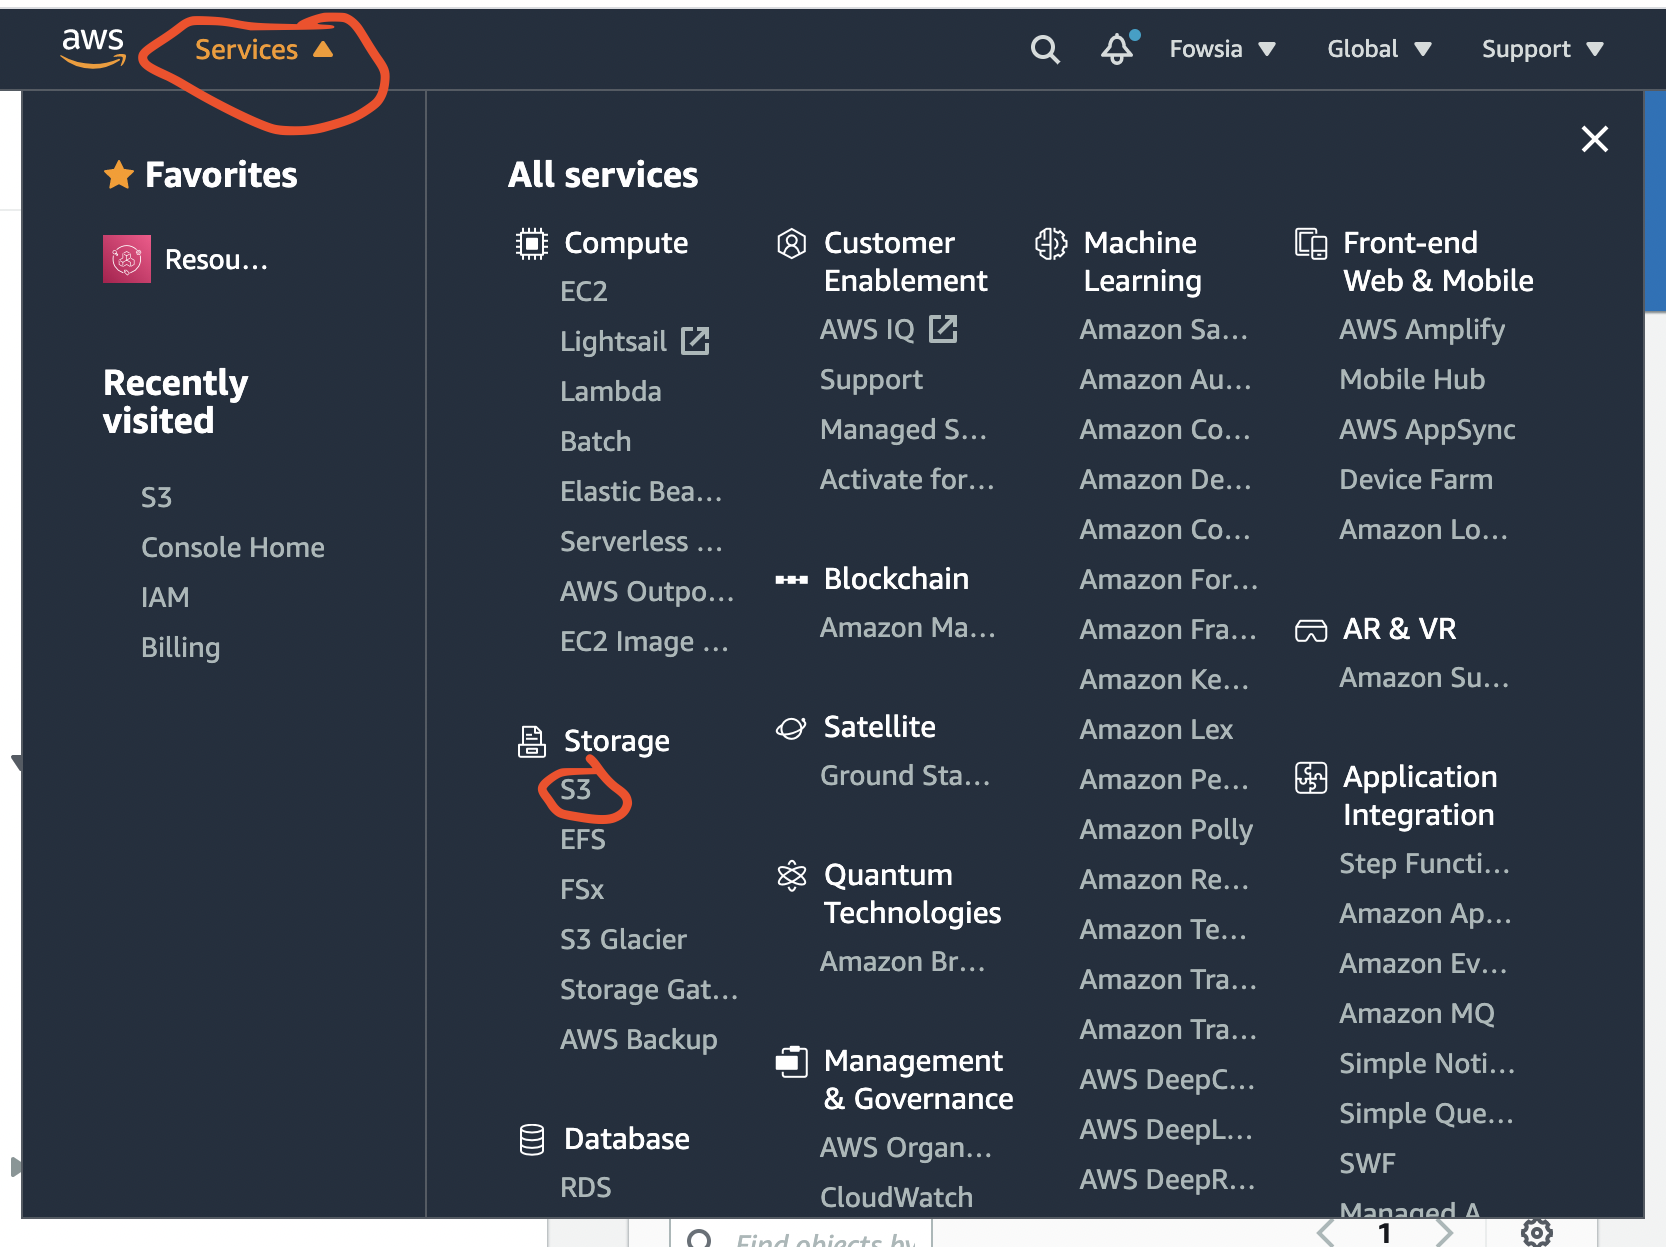 aws
Services
Fowsia
Global
Support
Favorites
Resou...
Recently
visited
S3
Console Home
IAM
Billing
All services
Compute
EC2
Lightsail
Lambda
Batch
Elastic Bea...
Serverless ...
AWS Outpo...
EC2 Image ...
Storage
S3
EFS
FSx
S3 Glacier
Storage Gat...
AWS Backup
Database
RDS
Customer
Enablement
AWS IQ
Support
Managed S...
Activate for...
Blockchain
Amazon Ma...
Satellite
Ground Sta...
Quantum
Technologies
Amazon Br...
Management
& Governance
AWS Organ...
CloudWatch
Machine
Learning
Amazon Sa...
Amazon Au...
Amazon Co...
Amazon De...
Amazon Co...
Amazon For...
Amazon Fra...
Amazon Ke...
Amazon Lex
Amazon Pe...
Amazon Polly
Amazon Re...
Amazon Te...
Amazon Tra...
Amazon Tra...
AWS DeepC...
AWS DeepL...
AWS DeepR...
Front-end
Web & Mobile
AWS Amplify
Mobile Hub
AWS AppSync
Device Farm
Amazon Lo...
AR & VR
Amazon Su...
Application
Integration
Step Functi...
Amazon Ap...
Amazon Ev...
Amazon MQ
Simple Noti...
Simple Que...
SWF
Managed A
Find objects by
1